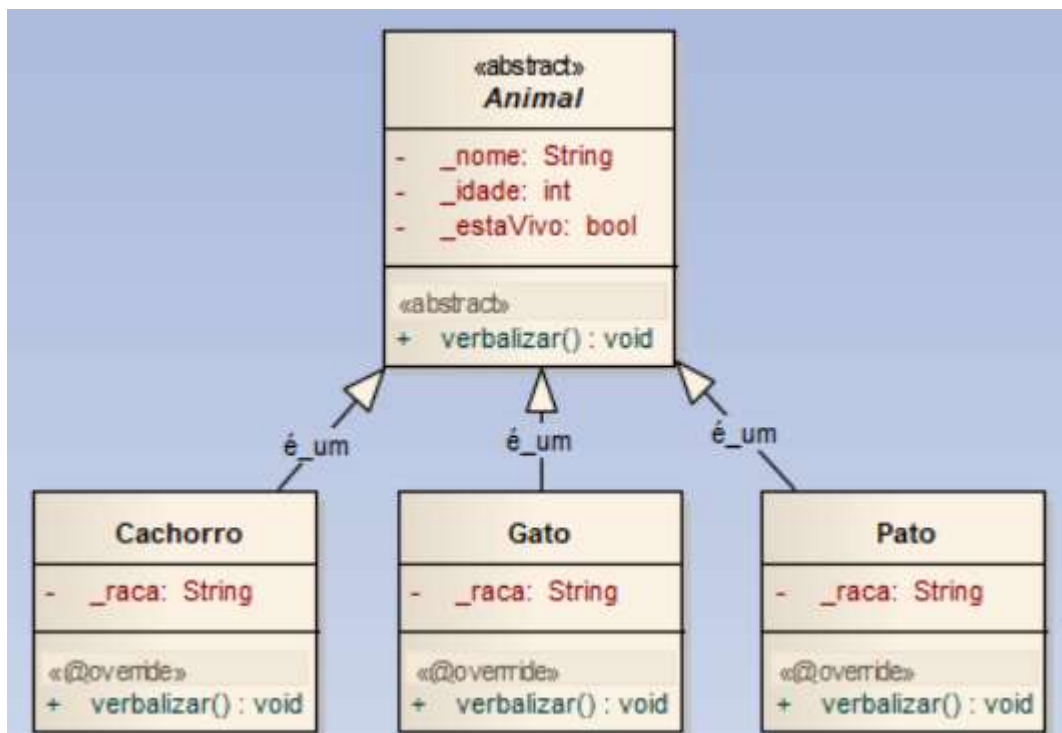 «abstract»
Animal
- _nome: String
- _idade: int
- _estaVivo: bool
«abstract»
+ verbalizar() : void
é_um
é_um
é_um
Cachorro
- _raca: String
«@override»
+ verbalizar() : void
Gato
- _raca: String
«@override»
+ verbalizar() : void
Pato
- _raca: String
«@override»
+ verbalizar() : void